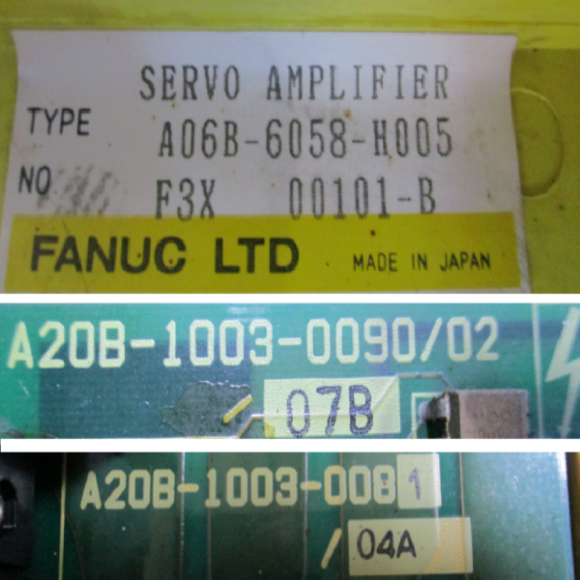 SERVO AMPLIFIER
TYPE A06B-6058-H005
NO F3X 00101-B
FANUC LTD MADE IN JAPAN
A20B-1003-0090/02
07B
A20B-1003-0081
/04A